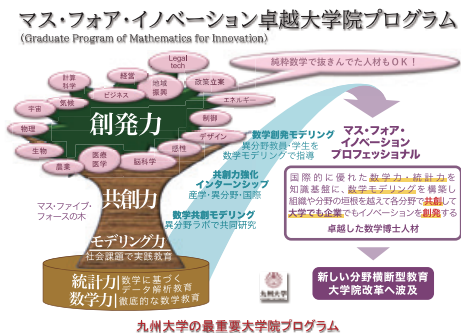 マス・フォア・イノベーション卓越大学院プログラム
(Graduate Program of Mathematics for Innovation)
純粋数学で抜きんでた人材もOK！
Legal
tech
経営
計算
科学
地域
振興
政策立案
ビジネス
気候
エネルギー
宇宙
創発力
制御
物理
デザイン
生物
感性
医療
医学
脳科学
農業
数学創発モデリング
異分野教員・学生を
数学モデリングで指導
マス・フォア・
イノベーション
プロフェッショナル
共創力強化
インターンシップ
産学・異分野・国際
国際的に優れた数学力・統計力を
知識基盤に、数学モデリングを構築し
組織や分野の垣根を越えて各分野で共創して
大学でも企業でもイノベーションを創発する
卓越した数学博士人材
マス・ファイブ・
フォースの木
共創力
数学共創モデリング
異分野ラボで共同研究
モデリング力
社会課題で実践教育
統計力 数学に基づく
データ解析教育
数学力 徹底的な数学教育
九州大学
新しい分野横断型教育
大学院改革へ波及
九州大学の最重要大学院プログラム